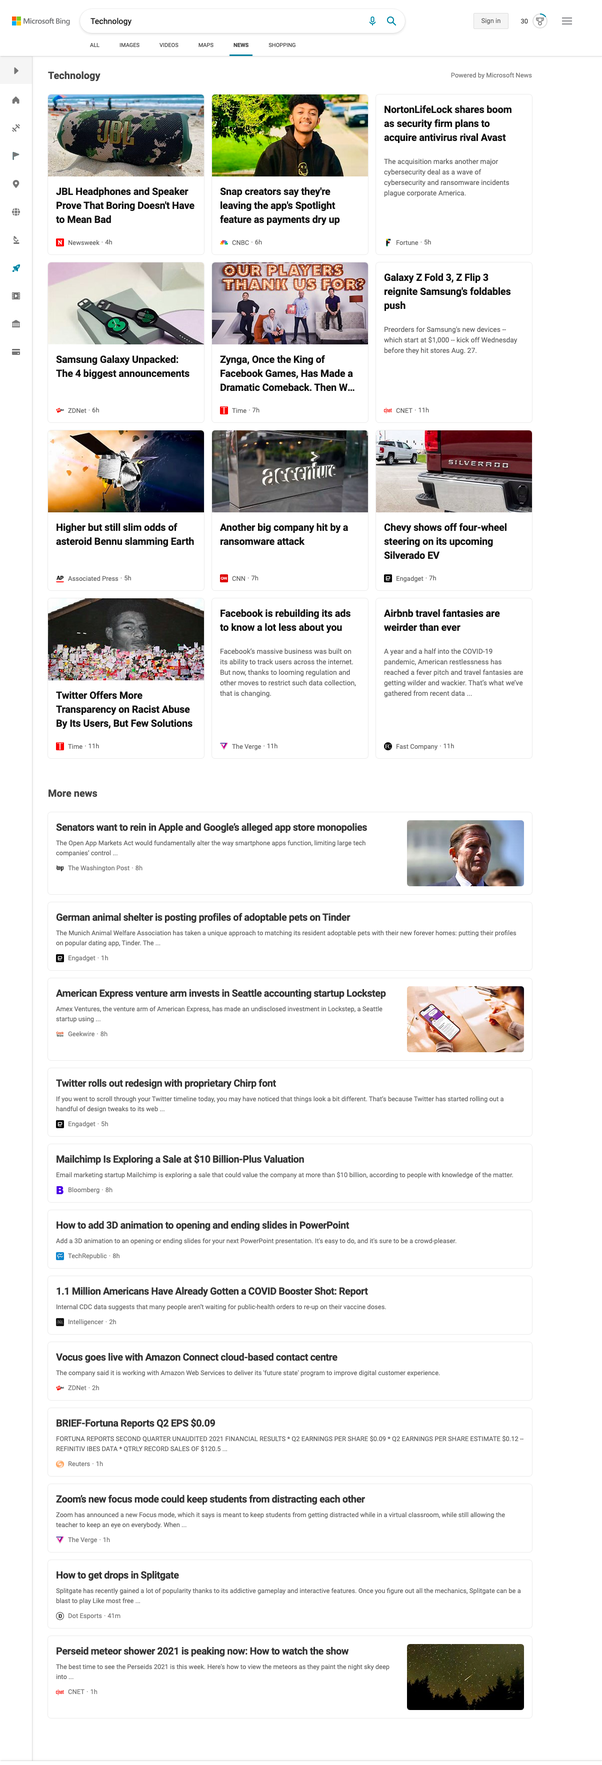 Microsoft Bing
Technology
Sign in
30
ALL
IMAGES
VIDEOS
MAPS
NEWS
SHOPPING
Technology
Powered by Microsoft News
JBL
JBL Headphones and Speaker
Prove That Boring Doesn't Have
to Mean Bad
Newsweek · 4h
Snap creators say they're
leaving the app's Spotlight
feature as payments dry up
CNBC · 6h
NortonLifeLock shares boom
as security firm plans to
acquire antivirus rival Avast
The acquisition marks another major
cybersecurity deal as a wave of
cybersecurity and ransomware incidents
plague corporate America.
Fortune · 5h
Samsung Galaxy Unpacked:
The 4 biggest announcements
ZDNet · 6h
OUR PLAYERS
THANK US FOR?
Zynga, Once the King of
Facebook Games, Has Made a
Dramatic Comeback. Then W...
Time · 7h
Galaxy Z Fold 3, Z Flip 3
reignite Samsung's foldables
push
Preorders for Samsung's new devices –
which start at $1,000 – kick off Wednesday
before they hit stores Aug. 27.
CNET · 11h
Higher but still slim odds of
asteroid Bennu slamming Earth
AP
Associated Press · 5h
accenture
Another big company hit by a
ransomware attack
CNN · 7h
SILVERADO
Chevy shows off four-wheel
steering on its upcoming
Silverado EV
Engadget · 7h
Twitter Offers More
Transparency on Racist Abuse
By Its Users, But Few Solutions
Time · 11h
Facebook is rebuilding its ads
to know a lot less about you
Facebook's massive business was built on
its ability to track users across the internet.
But now, thanks to looming regulation and
other moves to restrict such data collection,
that is changing.
The Verge · 11h
Airbnb travel fantasies are
weirder than ever
A year and a half into the COVID-19
pandemic, American restlessness has
reached a fever pitch and travel fantasies are
getting wilder and wackier. That's what we've
gathered from recent data ...
Fast Company · 11h
More news
Senators want to rein in Apple and Google's alleged app store monopolies
The Open App Markets Act would fundamentally alter the way smartphone apps function, limiting large tech
companies' control ...
The Washington Post · 8h
German animal shelter is posting profiles of adoptable pets on Tinder
The Munich Animal Welfare Association has taken a unique approach to matching its resident adoptable pets with their new forever homes: putting their profiles
on popular dating app, Tinder. The ...
Engadget · 1h
American Express venture arm invests in Seattle accounting startup Lockstep
Amex Ventures, the venture arm of American Express, has made an undisclosed investment in Lockstep, a Seattle
startup using ...
Geekwire · 8h
Twitter rolls out redesign with proprietary Chirp font
If you went to scroll through your Twitter timeline today, you may have noticed that things look a bit different. That's because Twitter has started rolling out a
handful of design tweaks to its web ...
Engadget · 5h
Mailchimp Is Exploring a Sale at $10 Billion-Plus Valuation
Email marketing startup Mailchimp is exploring a sale that could value the company at more than $10 billion, according to people with knowledge of the matter.
Bloomberg · 8h
How to add 3D animation to opening and ending slides in PowerPoint
Add a 3D animation to an opening or ending slides for your next PowerPoint presentation. It's easy to do, and it's sure to be a crowd-pleaser.
TechRepublic · 8h
1.1 Million Americans Have Already Gotten a COVID Booster Shot: Report
Internal CDC data suggests that many people aren't waiting for public-health orders to re-up on their vaccine doses.
Intelligencer · 2h
Vocus goes live with Amazon Connect cloud-based contact centre
The company said it is working with Amazon Web Services to deliver its 'future state' program to improve digital customer experience.
ZDNet · 2h
BRIEF-Fortuna Reports Q2 EPS $0.09
FORTUNA REPORTS SECOND QUARTER UNAUDITED 2021 FINANCIAL RESULTS * Q2 EARNINGS PER SHARE $0.09 * Q2 EARNINGS PER SHARE ESTIMATE $0.12 –
REFINITIV IBES DATA * QTRLY RECORD SALES OF $120.5 ...
Reuters · 1h
Zoom's new focus mode could keep students from distracting each other
Zoom has announced a new Focus mode, which it says is meant to keep students from getting distracted while in a virtual classroom, while still allowing the
teacher to keep an eye on everybody. When ...
The Verge · 1h
How to get drops in Splitgate
Splitgate has recently gained a lot of popularity thanks to its addictive gameplay and interactive features. Once you figure out all the mechanics, Splitgate can be a
blast to play Like most free ...
Dot Esports · 41m
Perseid meteor shower 2021 is peaking now: How to watch the show
The best time to see the Perseids 2021 is this week. Here's how to view the meteors as they paint the night sky deep
into ...
CNET · 1h